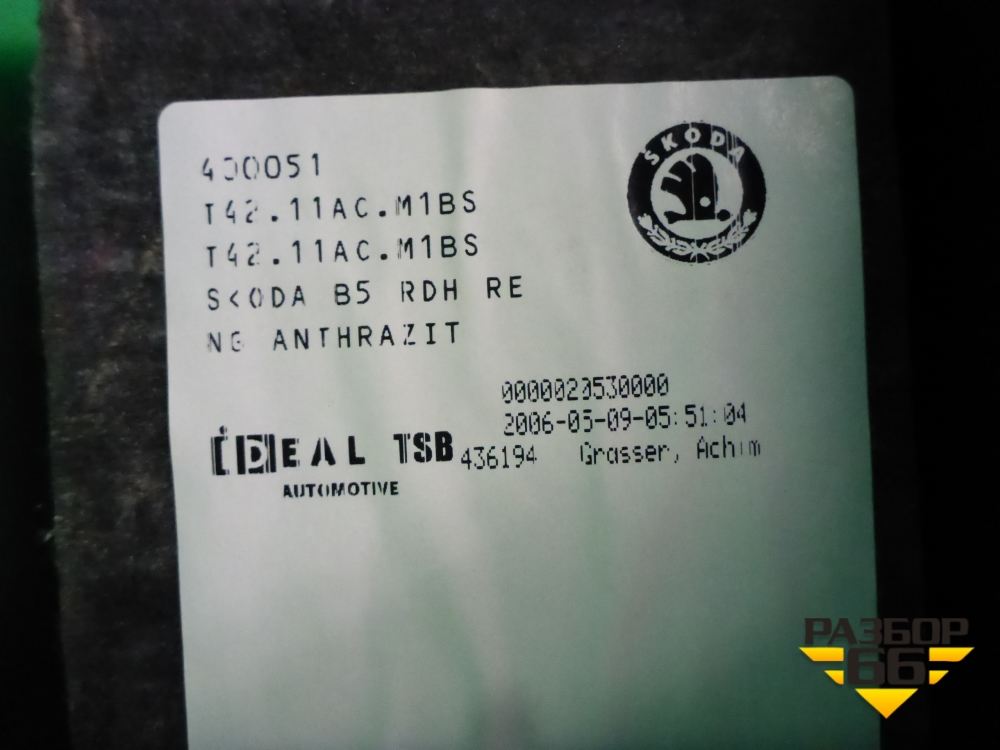 400051
SKODA
T42.11AC.M1BS
T42.11AC.M1BS
SKODA B5 RDH RE
NG ANTHRAZIT
0000020530000
2006-05-09-05:51:04
IDEAL TSB 436194 Grasser, Achim
AUTOMOTIVE
РАЗБОР
66